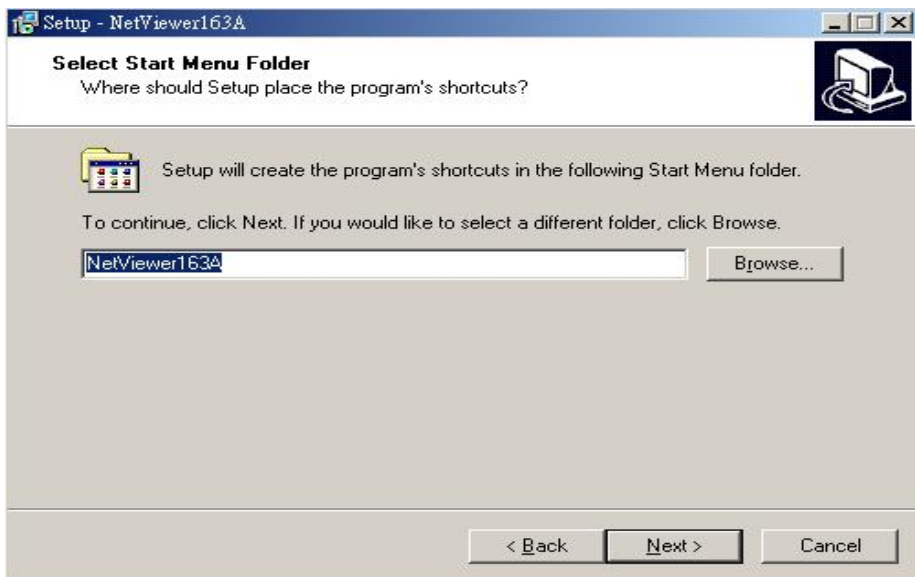 Setup - NetViewer163A
Select Start Menu Folder
Where should Setup place the program's shortcuts?
Setup will create the program's shortcuts in the following Start Menu folder.
To continue, click Next. If you would like to select a different folder, click Browse.
NetViewer163A
Browse...
< Back
Next >
Cancel